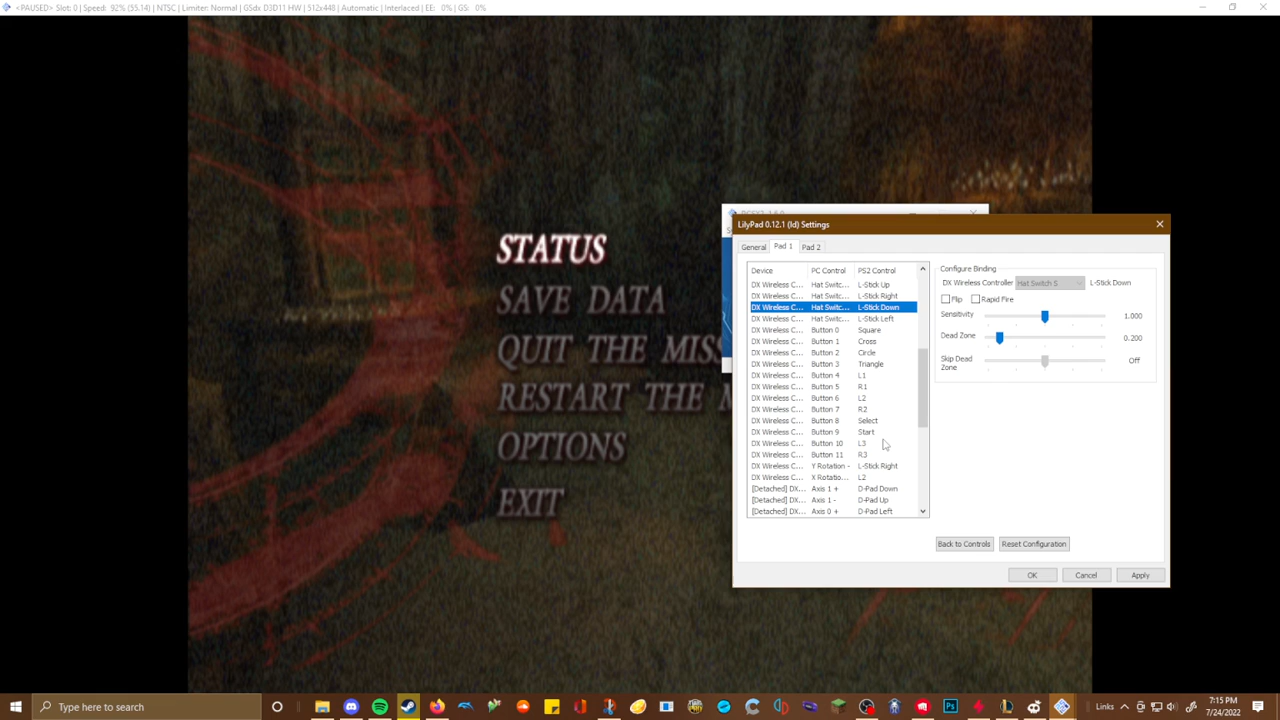 <PAUSED> Slot: 0 | Speed: 92% (55.14) | NTSC | Limiter: Normal | GSdx D3D11 HW | 512x448 | Automatic | Interlaced | EE: 0% | GS: 0%
STATUS
SAVE DATA
RESTART THE
OPTIONS
EXIT
LilyPad 0.12.1 (ld) Settings
General Pad 1 Pad 2
Device PC Control PS2 Control
DX Wireless C... Hat Switc... L-Stick Up
DX Wireless C... Hat Switc... L-Stick Right
DX Wireless C... Hat Switc... L-Stick Down
DX Wireless C... Hat Switc... L-Stick Left
DX Wireless C... Button 0 Square
DX Wireless C... Button 1 Cross
DX Wireless C... Button 2 Circle
DX Wireless C... Button 3 Triangle
DX Wireless C... Button 4 L1
DX Wireless C... Button 5 R1
DX Wireless C... Button 6 L2
DX Wireless C... Button 7 R2
DX Wireless C... Button 8 Select
DX Wireless C... Button 9 Start
DX Wireless C... Button 10 L3
DX Wireless C... Button 11 R3
DX Wireless C... Y Rotation - L-Stick Right
DX Wireless C... X Rotatio... L2
[Detached] DX... Axis 1 + D-Pad Down
[Detached] DX... Axis 1 - D-Pad Up
[Detached] DX... Axis 0 + D-Pad Left
Configure Binding
DX Wireless Controller Hat Switch S L-Stick Down
Flip Rapid Fire
Sensitivity 1.000
Dead Zone 0.200
Skip Dead Zone Off
Back to Controls Reset Configuration
OK Cancel Apply
Type here to search
Links 7:15 PM
7/24/2022